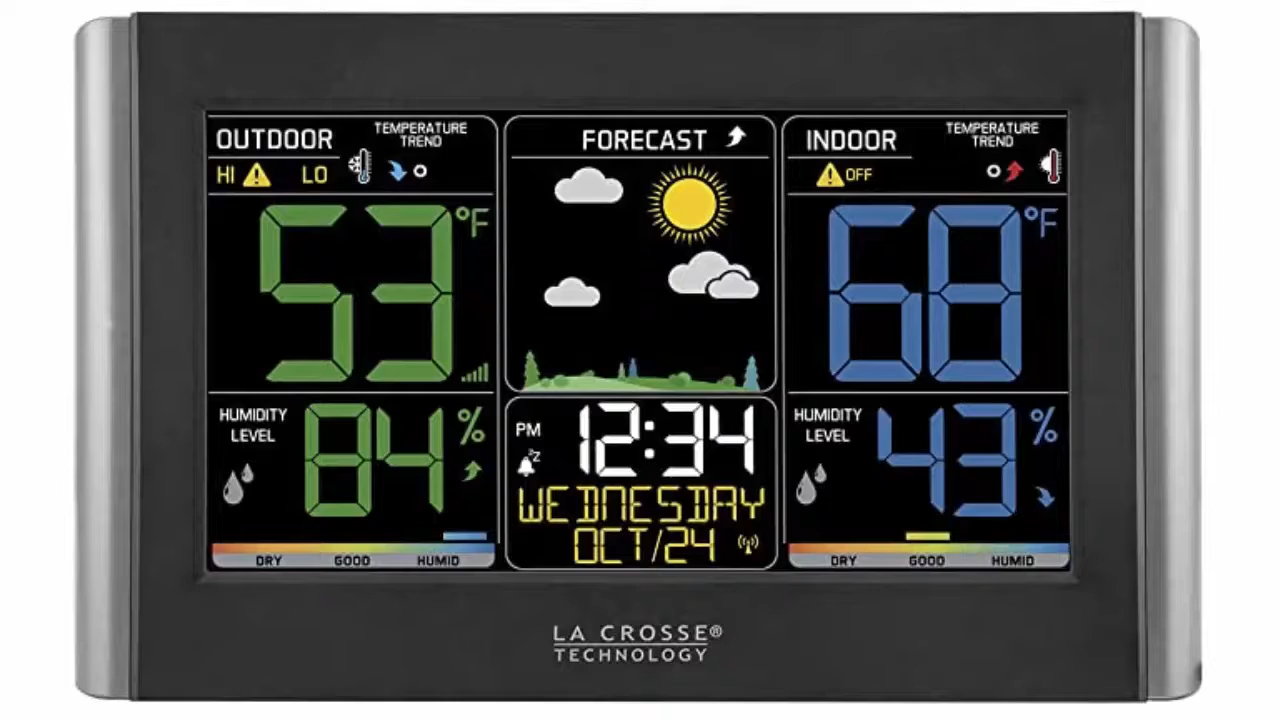 OUTDOOR
TEMPERATURE
TREND
HI LO
53 °F
HUMIDITY
LEVEL
84 %
DRY GOOD HUMID
FORECAST
PM 12:34
WEDNESDAY
OCT/24
INDOOR
TEMPERATURE
TREND
OFF
68 °F
HUMIDITY
LEVEL
43 %
DRY GOOD HUMID
LA CROSSE®
TECHNOLOGY